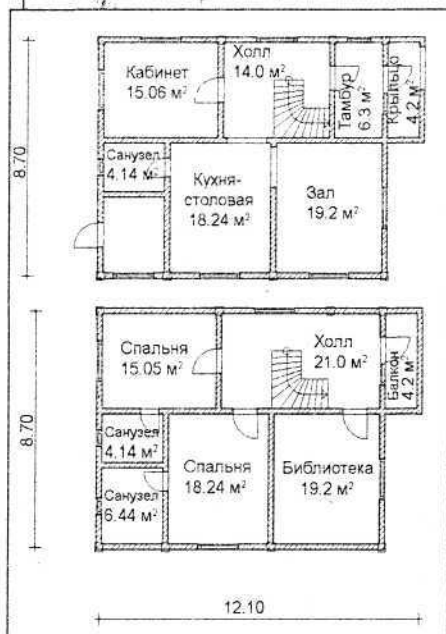 Кабинет
15.06 м²
Холл
14.0 м²
Тамбур
6.3 м²
Крыльцо
4.2 м²
Санузел
4.14 м²
Кухня-
столовая
18.24 м²
Зал
19.2 м²
8.70
Спальня
15.05 м²
Холл
21.0 м²
Балкон
4.2 м²
Санузел
4.14 м²
Санузел
6.44 м²
Спальня
18.24 м²
Библиотека
19.2 м²
8.70
12.10